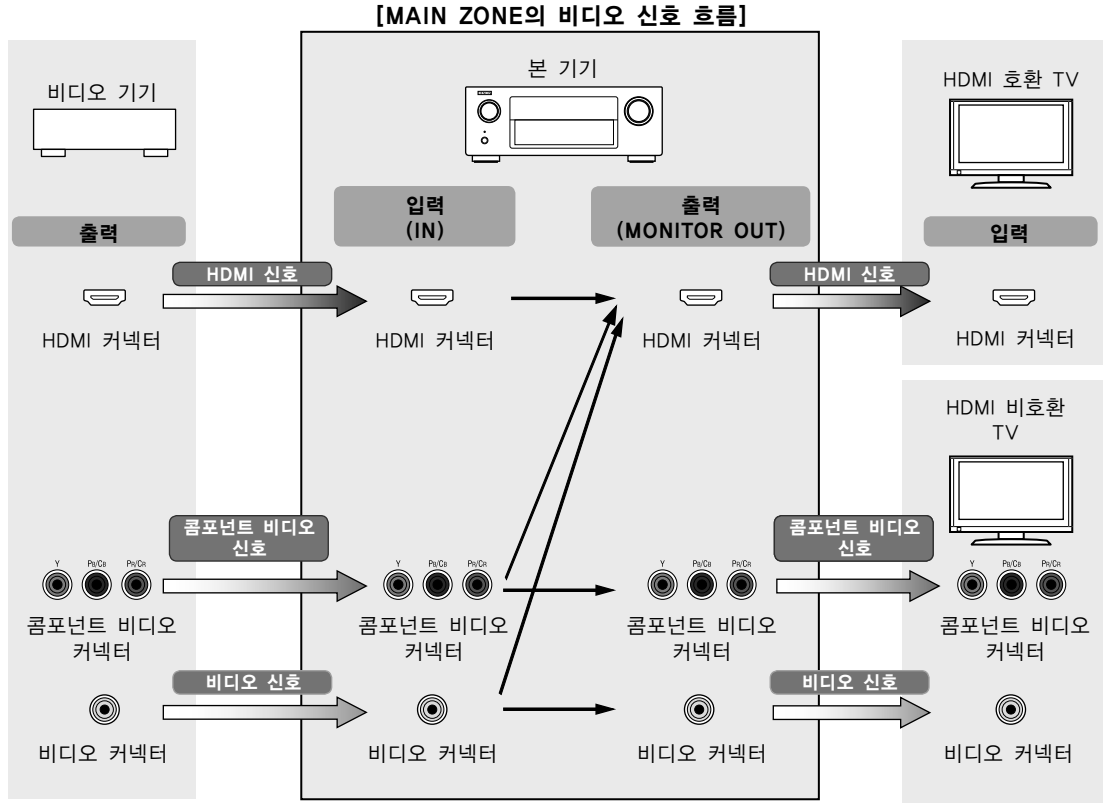 [MAIN ZONE의 비디오 신호 흐름]
비디오 기기
본 기기
HDMI 호환 TV
출력
입력
(IN)
출력
(MONITOR OUT)
입력
HDMI 신호
HDMI 신호
HDMI 커넥터
HDMI 커넥터
HDMI 커넥터
HDMI 커넥터
HDMI 비호환
TV
콤포넌트 비디오
신호
콤포넌트 비디오
신호
Y PB/CB PR/CR
Y PB/CB PR/CR
Y PB/CB PR/CR
Y PB/CB PR/CR
콤포넌트 비디오
커넥터
콤포넌트 비디오
커넥터
콤포넌트 비디오
커넥터
콤포넌트 비디오
커넥터
비디오 신호
비디오 신호
비디오 커넥터
비디오 커넥터
비디오 커넥터
비디오 커넥터